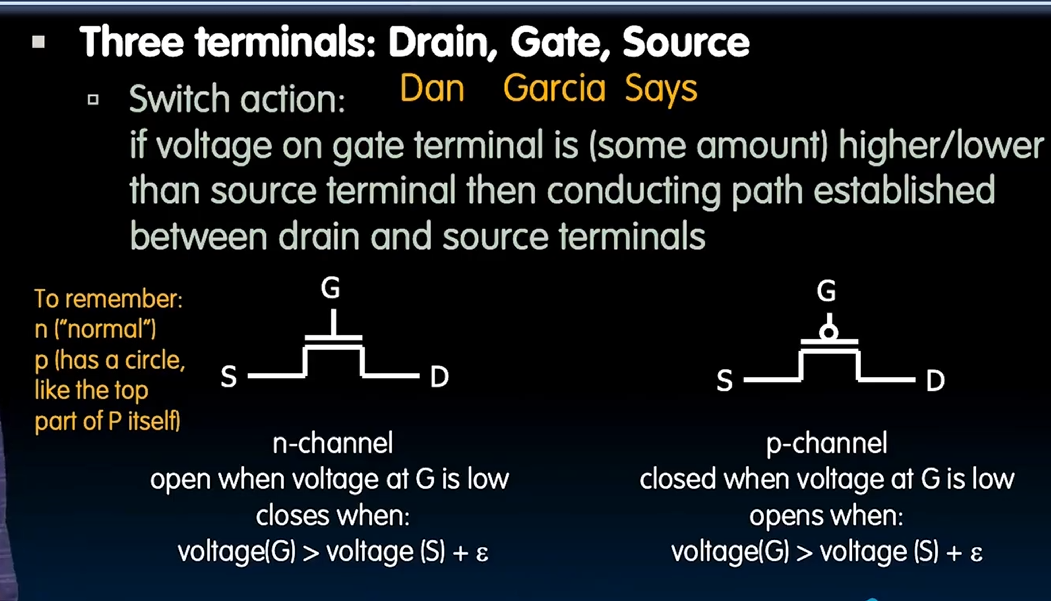 Three terminals: Drain, Gate, Source
Dan Garcia Says
Switch action:
if voltage on gate terminal is (some amount) higher/lower
than source terminal then conducting path established
between drain and source terminals
To remember:
n ("normal")
p (has a circle,
like the top
part of P itself)
G
S
D
n-channel
open when voltage at G is low
closes when:
voltage(G) > voltage (S) + ε
G
S
D
p-channel
closed when voltage at G is low
opens when:
voltage(G) > voltage (S) + ε